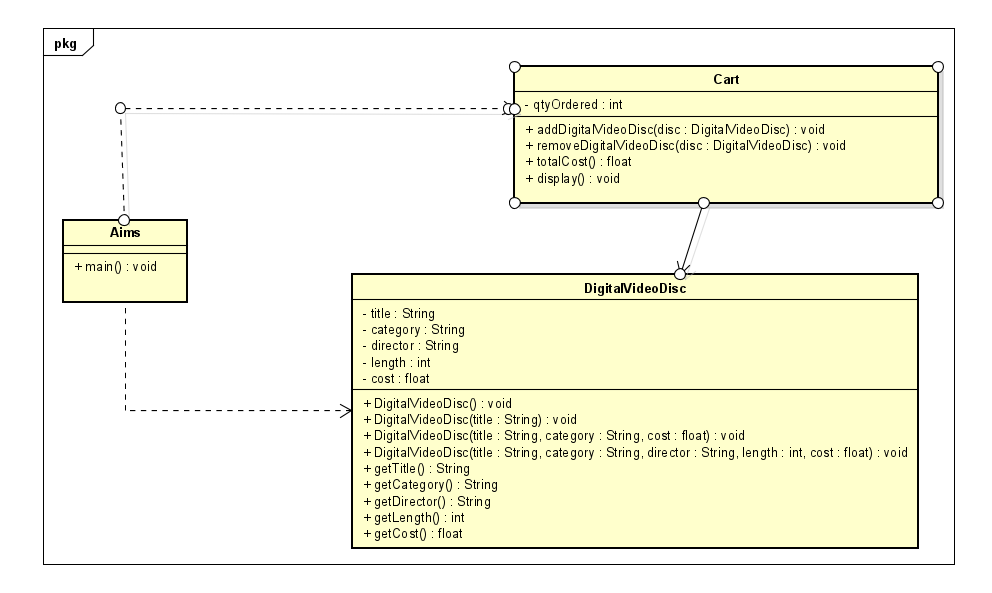 pkg
Cart
- qtyOrdered : int
+ addDigitalVideoDisc(disc : DigitalVideoDisc) : void
+ removeDigitalVideoDisc(disc : DigitalVideoDisc) : void
+ totalCost() : float
+ display() : void
Aims
+ main() : void
DigitalVideoDisc
- title : String
- category : String
- director : String
- length : int
- cost : float
+ DigitalVideoDisc() : void
+ DigitalVideoDisc(title : String) : void
+ DigitalVideoDisc(title : String, category : String, cost : float) : void
+ DigitalVideoDisc(title : String, category : String, director : String, length : int, cost : float) : void
+ getTitle() : String
+ getCategory() : String
+ getDirector() : String
+ getLength() : int
+ getCost() : float